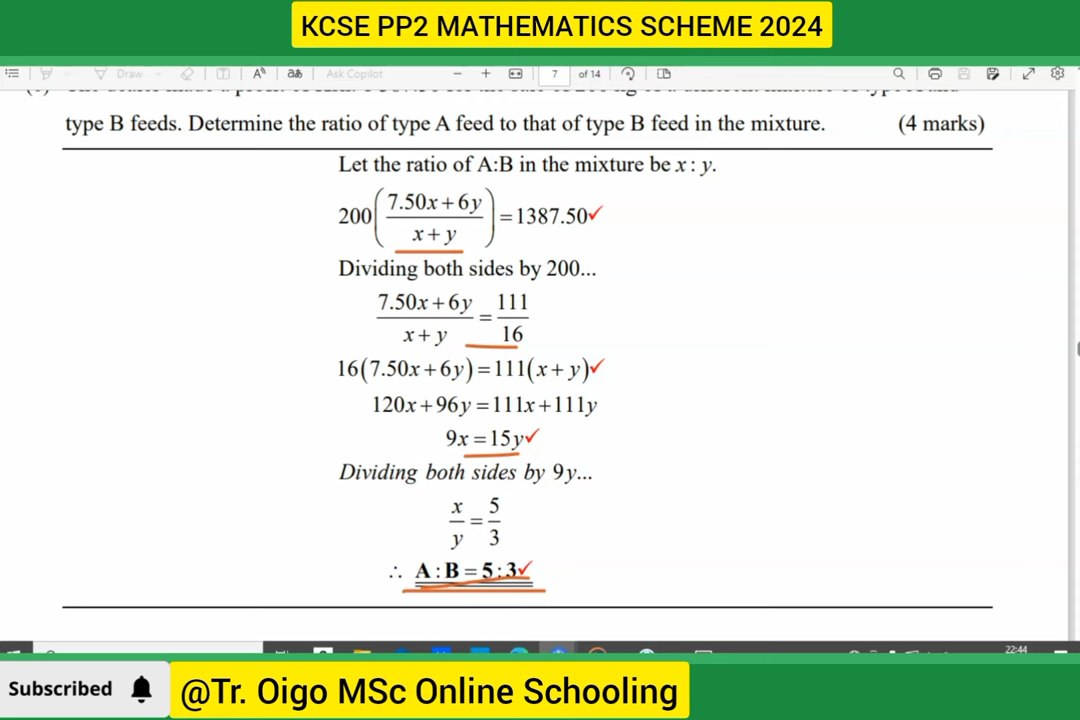 KCSE PP2 MATHEMATICS SCHEME 2024
Draw
Ask Copilot
7 of 14
type B feeds. Determine the ratio of type A feed to that of type B feed in the mixture. (4 marks)
Let the ratio of A:B in the mixture be x : y.
200((7.50x+6y)/(x+y))=1387.50✓
Dividing both sides by 200...
(7.50x+6y)/(x+y) = 111/16
16(7.50x+6y)=111(x+y)✓
120x+96y=111x+111y
9x=15y✓
Dividing both sides by 9y...
x/y = 5/3
∴ A:B=5:3✓
22:44
Subscribed
@Tr. Oigo MSc Online Schooling